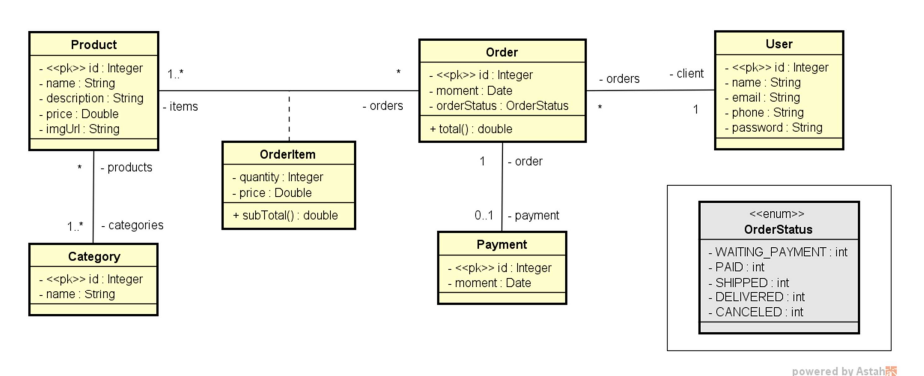 Product
- <<pk>> id : Integer
- name : String
- description : String
- price : Double
- imgUrl : String
1..*
*
- items
- orders
Order
- <<pk>> id : Integer
- moment : Date
- orderStatus : OrderStatus
+ total() : double
- orders
- client
*
1
User
- <<pk>> id : Integer
- name : String
- email : String
- phone : String
- password : String
OrderItem
- quantity : Integer
- price : Double
+ subTotal() : double
*
- products
1..*
- categories
Category
- <<pk>> id : Integer
- name : String
1
- order
0..1
- payment
Payment
- <<pk>> id : Integer
- moment : Date
<<enum>>
OrderStatus
- WAITING_PAYMENT : int
- PAID : int
- SHIPPED : int
- DELIVERED : int
- CANCELED : int
powered by Astah